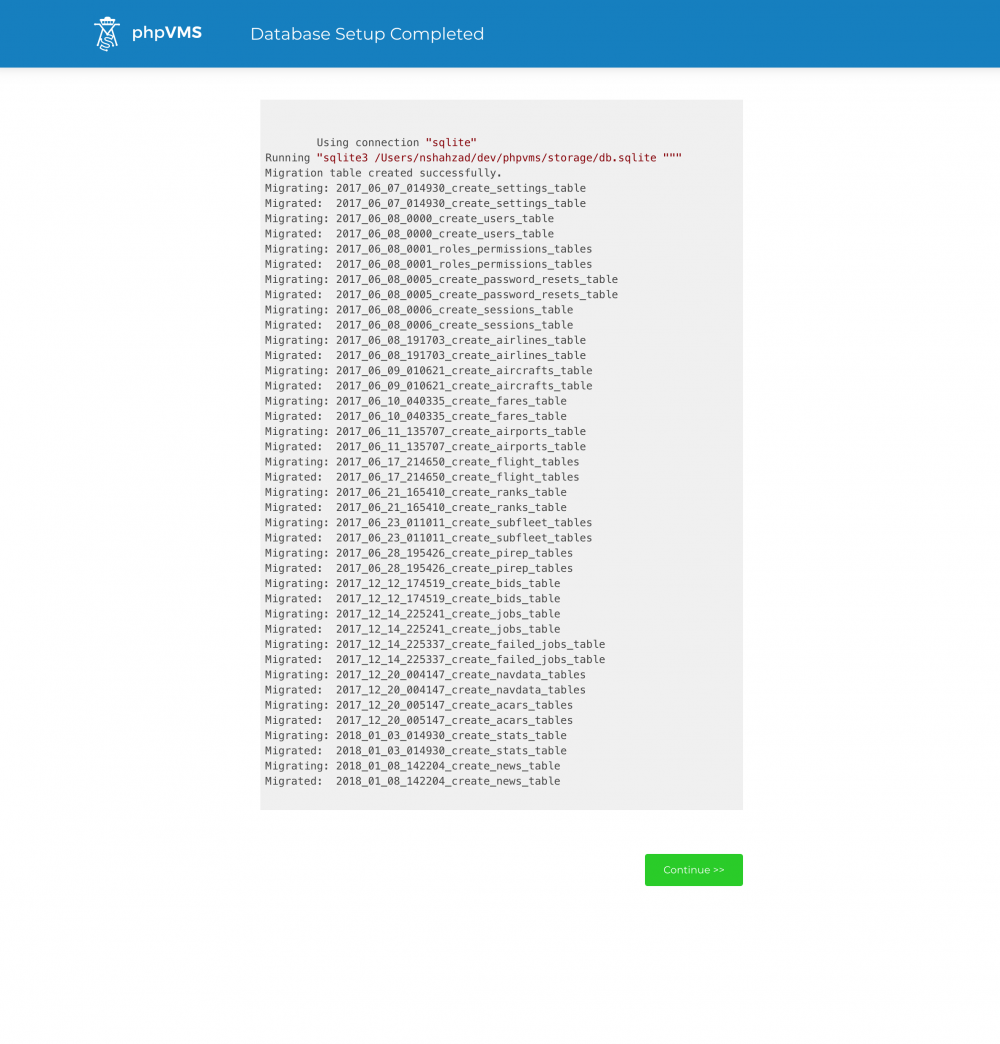 phpVMS
Database Setup Completed
Using connection "sqlite"
Running "sqlite3 /Users/nshahzad/dev/phpvms/storage/db.sqlite """
Migration table created successfully.
Migrating: 2017_06_07_014930_create_settings_table
Migrated:  2017_06_07_014930_create_settings_table
Migrating: 2017_06_08_0000_create_users_table
Migrated:  2017_06_08_0000_create_users_table
Migrating: 2017_06_08_0001_roles_permissions_tables
Migrated:  2017_06_08_0001_roles_permissions_tables
Migrating: 2017_06_08_0005_create_password_resets_table
Migrated:  2017_06_08_0005_create_password_resets_table
Migrating: 2017_06_08_0006_create_sessions_table
Migrated:  2017_06_08_0006_create_sessions_table
Migrating: 2017_06_08_191703_create_airlines_table
Migrated:  2017_06_08_191703_create_airlines_table
Migrating: 2017_06_09_010621_create_aircrafts_table
Migrated:  2017_06_09_010621_create_aircrafts_table
Migrating: 2017_06_10_040335_create_fares_table
Migrated:  2017_06_10_040335_create_fares_table
Migrating: 2017_06_11_135707_create_airports_table
Migrated:  2017_06_11_135707_create_airports_table
Migrating: 2017_06_17_214650_create_flight_tables
Migrated:  2017_06_17_214650_create_flight_tables
Migrating: 2017_06_21_165410_create_ranks_table
Migrated:  2017_06_21_165410_create_ranks_table
Migrating: 2017_06_23_011011_create_subfleet_tables
Migrated:  2017_06_23_011011_create_subfleet_tables
Migrating: 2017_06_28_195426_create_pirep_tables
Migrated:  2017_06_28_195426_create_pirep_tables
Migrating: 2017_12_12_174519_create_bids_table
Migrated:  2017_12_12_174519_create_bids_table
Migrating: 2017_12_14_225241_create_jobs_table
Migrated:  2017_12_14_225241_create_jobs_table
Migrating: 2017_12_14_225337_create_failed_jobs_table
Migrated:  2017_12_14_225337_create_failed_jobs_table
Migrating: 2017_12_20_004147_create_navdata_tables
Migrated:  2017_12_20_004147_create_navdata_tables
Migrating: 2017_12_20_005147_create_acars_tables
Migrated:  2017_12_20_005147_create_acars_tables
Migrating: 2018_01_03_014930_create_stats_table
Migrated:  2018_01_03_014930_create_stats_table
Migrating: 2018_01_08_142204_create_news_table
Migrated:  2018_01_08_142204_create_news_table
Continue >>